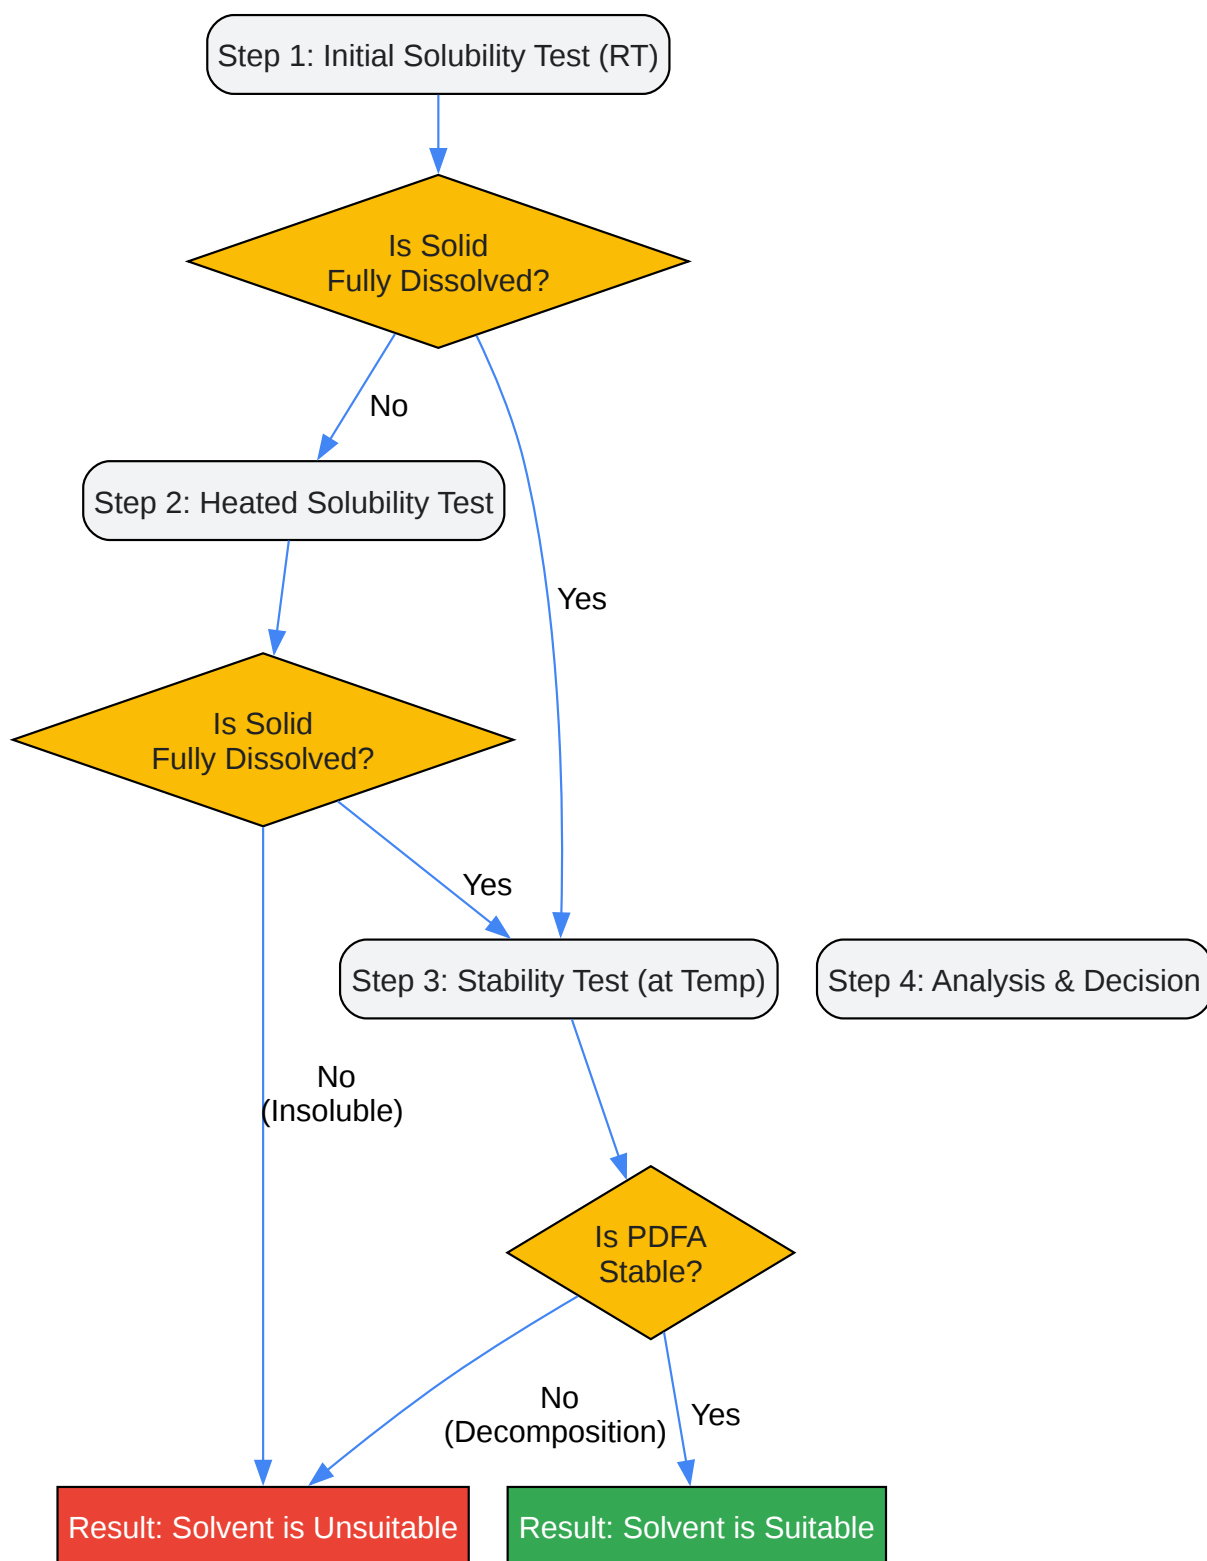 Step 1: Initial Solubility Test (RT)
Is Solid
Fully Dissolved?
No
Step 2: Heated Solubility Test
Yes
Is Solid
Fully Dissolved?
Yes
Step 3: Stability Test (at Temp)
Step 4: Analysis & Decision
No
(Insoluble)
Is PDFA
Stable?
No
(Decomposition)
Yes
Result: Solvent is Unsuitable
Result: Solvent is Suitable